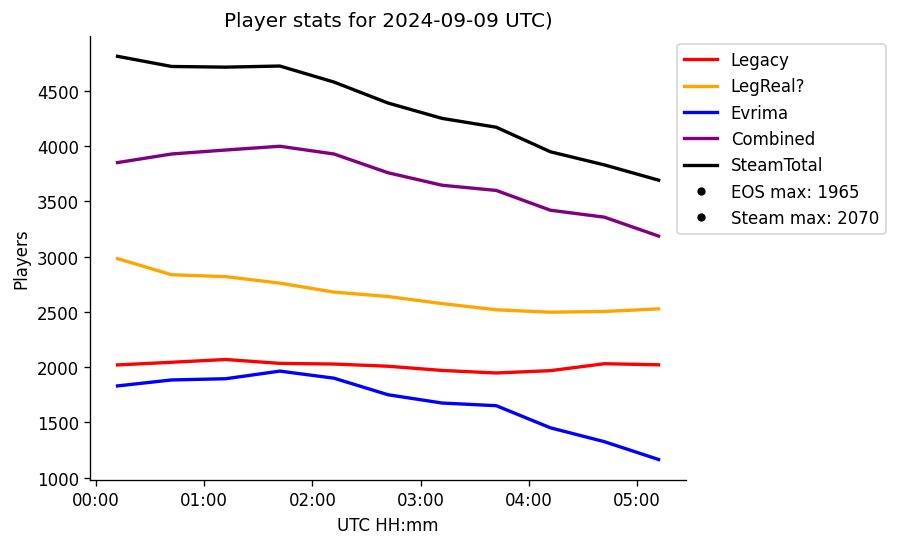 Player stats for 2024-09-09 UTC)
Legacy
LegReal?
Evrima
Combined
SteamTotal
EOS max: 1965
Steam max: 2070
Players
4500
4000
3500
3000
2500
2000
1500
1000
00:00 01:00 02:00 03:00 04:00 05:00
UTC HH:mm